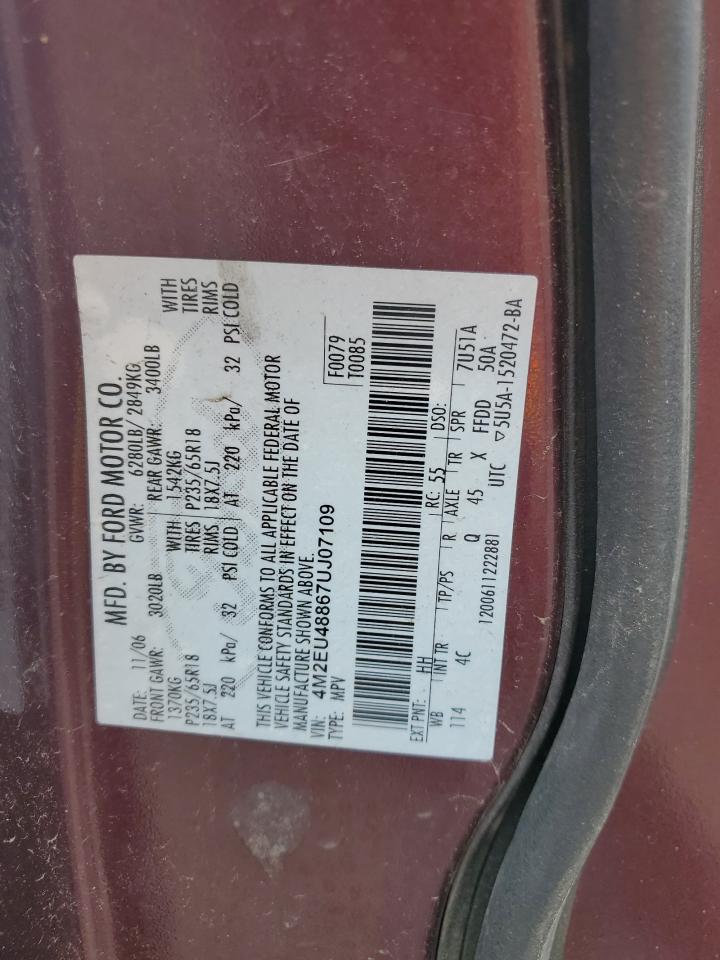 MFD. BY FORD MOTOR CO.
DATE: 11/06 GVWR: 6280LB/ 2849KG
FRONT GAWR: 3020LB REAR GAWR: 3400LB
1370KG WITH 1542KG WITH
P235/65R18 TIRES P235/65R18 TIRES
18X7.5J RIMS 18X7.5J RIMS
AT 220 kPa/ 32 PSI COLD AT 220 kPa/ 32 PSI COLD
THIS VEHICLE CONFORMS TO ALL APPLICABLE FEDERAL MOTOR
VEHICLE SAFETY STANDARDS IN EFFECT ON THE DATE OF
MANUFACTURE SHOWN ABOVE.
VIN: 4M2EU48867UJ07109 F0079
TYPE: MPV T0085
EXT PNT: HH RC: 55 DSO:
WB INT TR TP/PS R AXLE TR SPR 7U51A
114 4C Q 45 X FFDD 50A
1200611222881 UTC ▽5U5A-1520472-BA